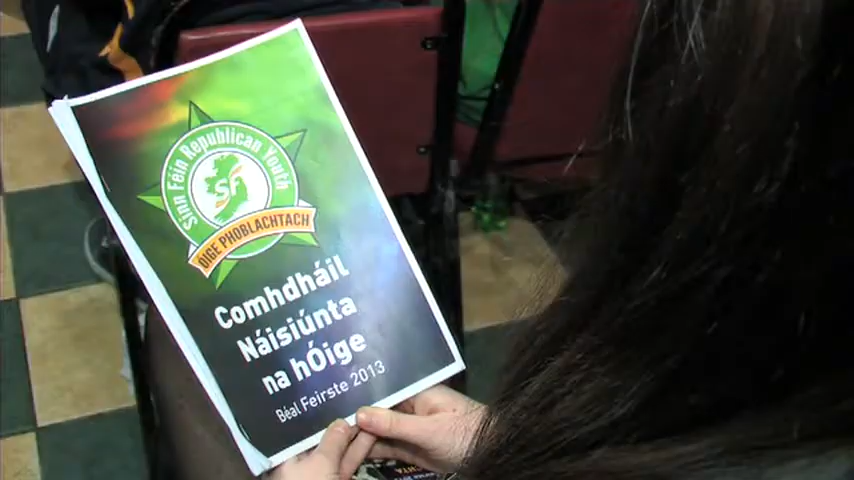 Sinn Féin Republican Youth
SF
ÓIGE PHOBLACHTACH
Comhdháil
Náisiúnta
na hÓige
Béal Feirste 2013